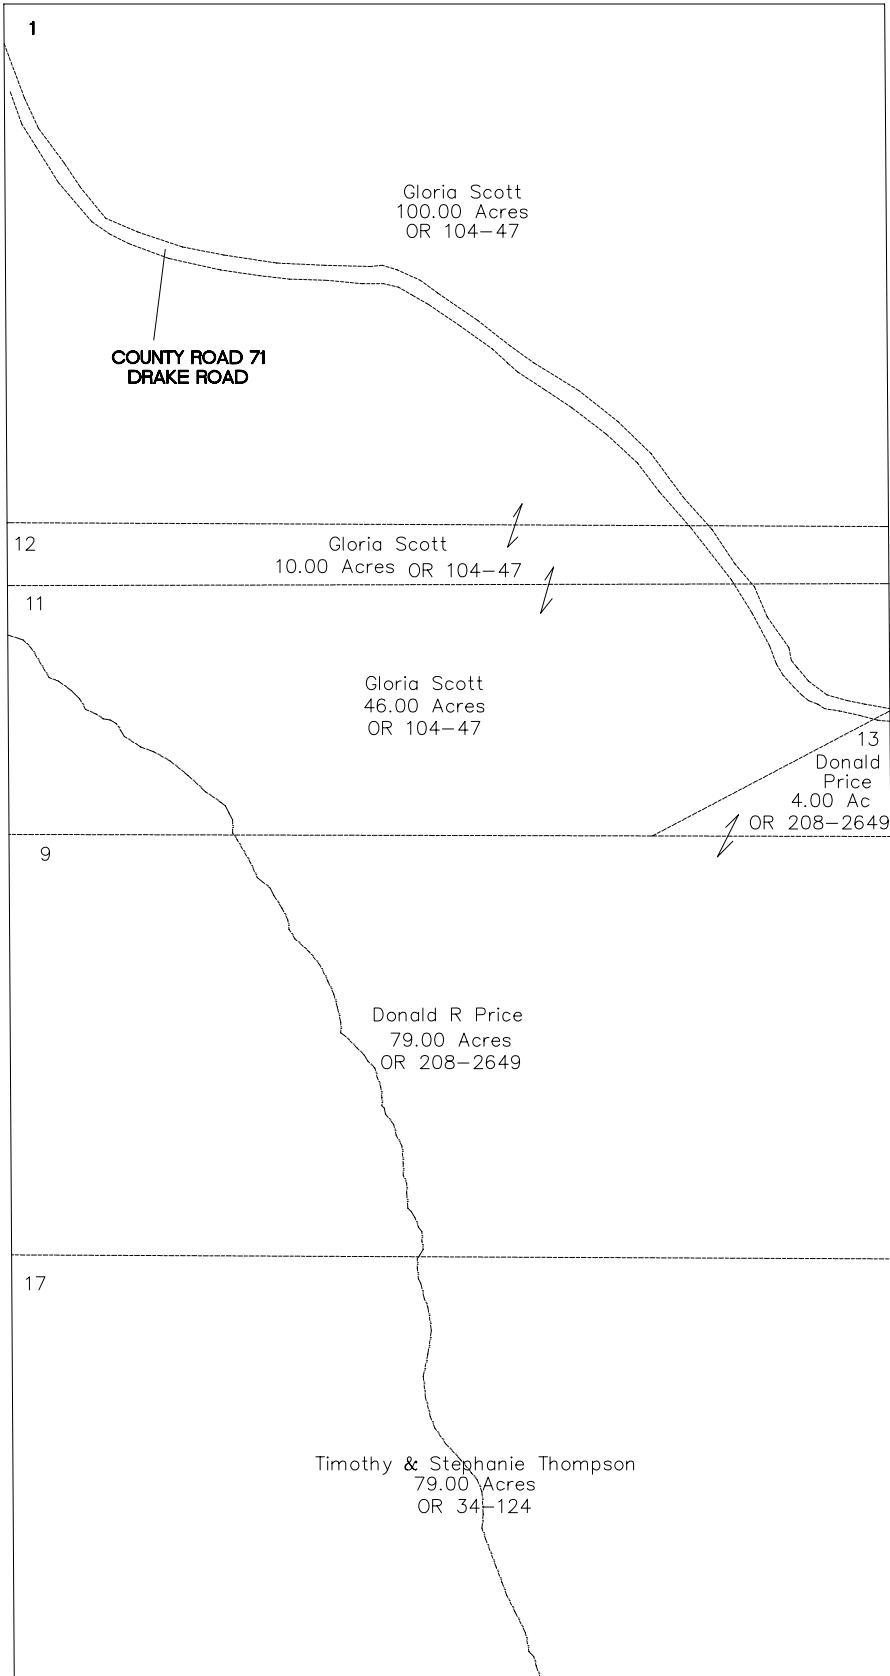 1
Gloria Scott
100.00 Acres
OR 104-47
COUNTY ROAD 71
DRAKE ROAD
12
Gloria Scott
10.00 Acres OR 104-47
11
Gloria Scott
46.00 Acres
OR 104-47
13
Donald
Price
4.00 Ac
OR 208-2649
9
Donald R Price
79.00 Acres
OR 208-2649
17
Timothy & Stephanie Thompson
79.00 Acres
OR 34-124